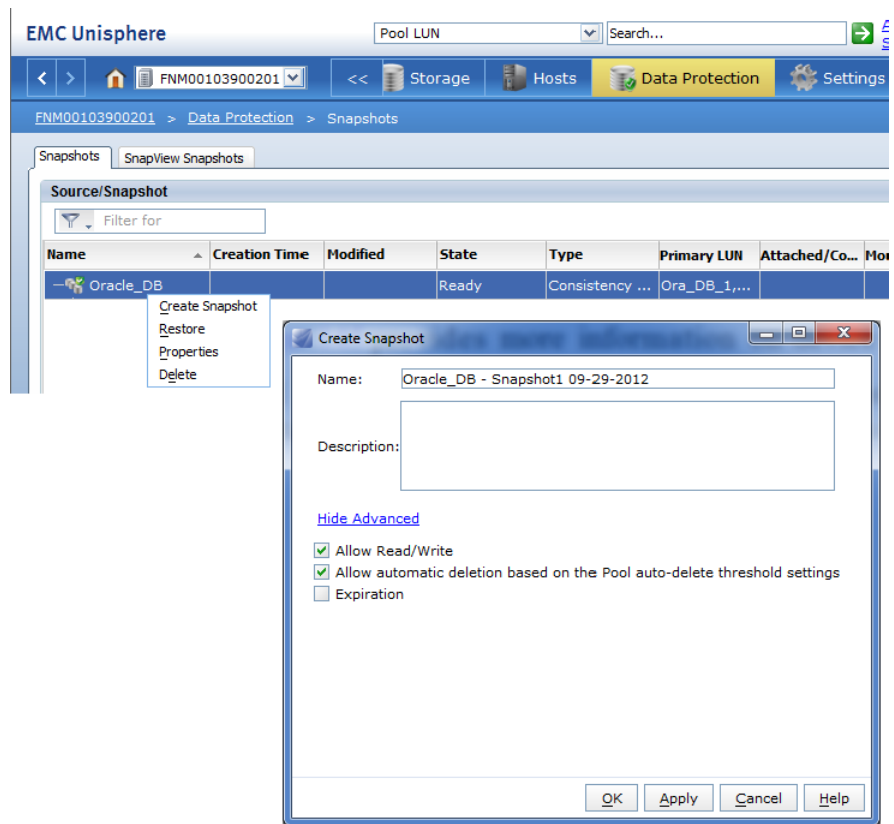 EMC Unisphere
Pool LUN
Search...
FNM00103900201
<<
Storage
Hosts
Data Protection
Settings
FNM00103900201 > Data Protection > Snapshots
Snapshots
SnapView Snapshots
Source/Snapshot
Filter for
Name
Creation Time
Modified
State
Type
Primary LUN
Attached/Co...
Mou
Oracle_DB
Ready
Consistency ...
Ora_DB_1,...
Create Snapshot
Restore
Properties
Delete
Create Snapshot
more information
Name:
Oracle_DB - Snapshot1 09-29-2012
Description:
Hide Advanced
Allow Read/Write
Allow automatic deletion based on the Pool auto-delete threshold settings
Expiration
OK
Apply
Cancel
Help